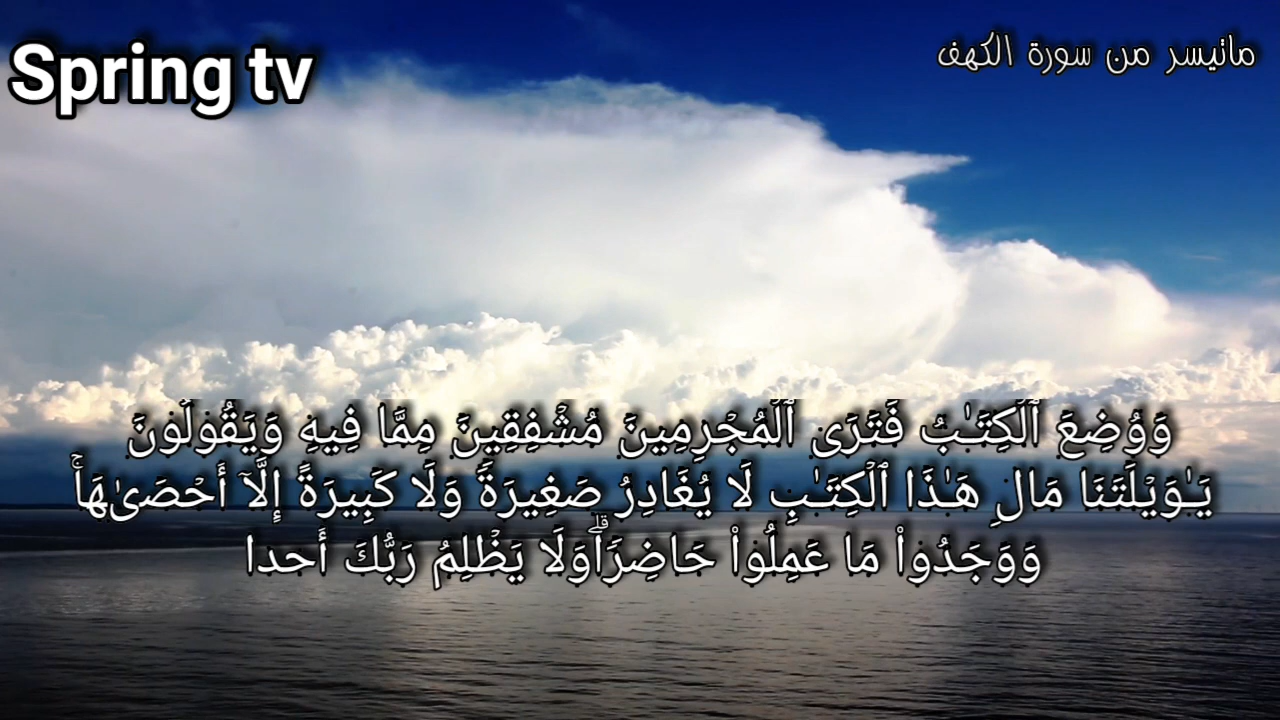 Spring tv
ماتيسر من سورة الكهف
وَوُضِعَ ٱلْكِتَـٰبُ فَتَرَى ٱلْمُجْرِمِينَ مُشْفِقِينَ مِمَّا فِيهِ وَيَقُولُونَ
يَـٰوَيْلَتَنَا مَالِ هَـٰذَا ٱلْكِتَـٰبِ لَا يُغَادِرُ صَغِيرَةً وَلَا كَبِيرَةً إِلَّآ أَحْصَىٰهَا ۚ
وَوَجَدُوا۟ مَا عَمِلُوا۟ حَاضِرًا ۗ وَلَا يَظْلِمُ رَبُّكَ أَحدا